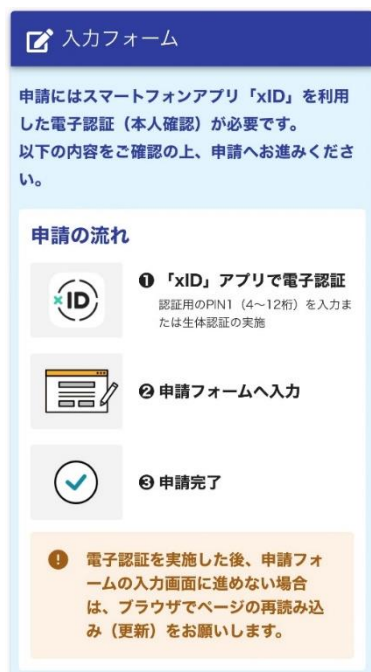 入力フォーム
申請にはスマートフォンアプリ「xID」を利用
した電子認証（本人確認）が必要です。
以下の内容をご確認の上、申請へお進みくださ
い。
申請の流れ
xID
❶ 「xID」アプリで電子認証
認証用のPIN1（4〜12桁）を入力ま
たは生体認証の実施
❷ 申請フォームへ入力
❸ 申請完了
電子認証を実施した後、申請フォ
ームの入力画面に進めない場合
は、ブラウザでページの再読み込
み（更新）をお願いします。